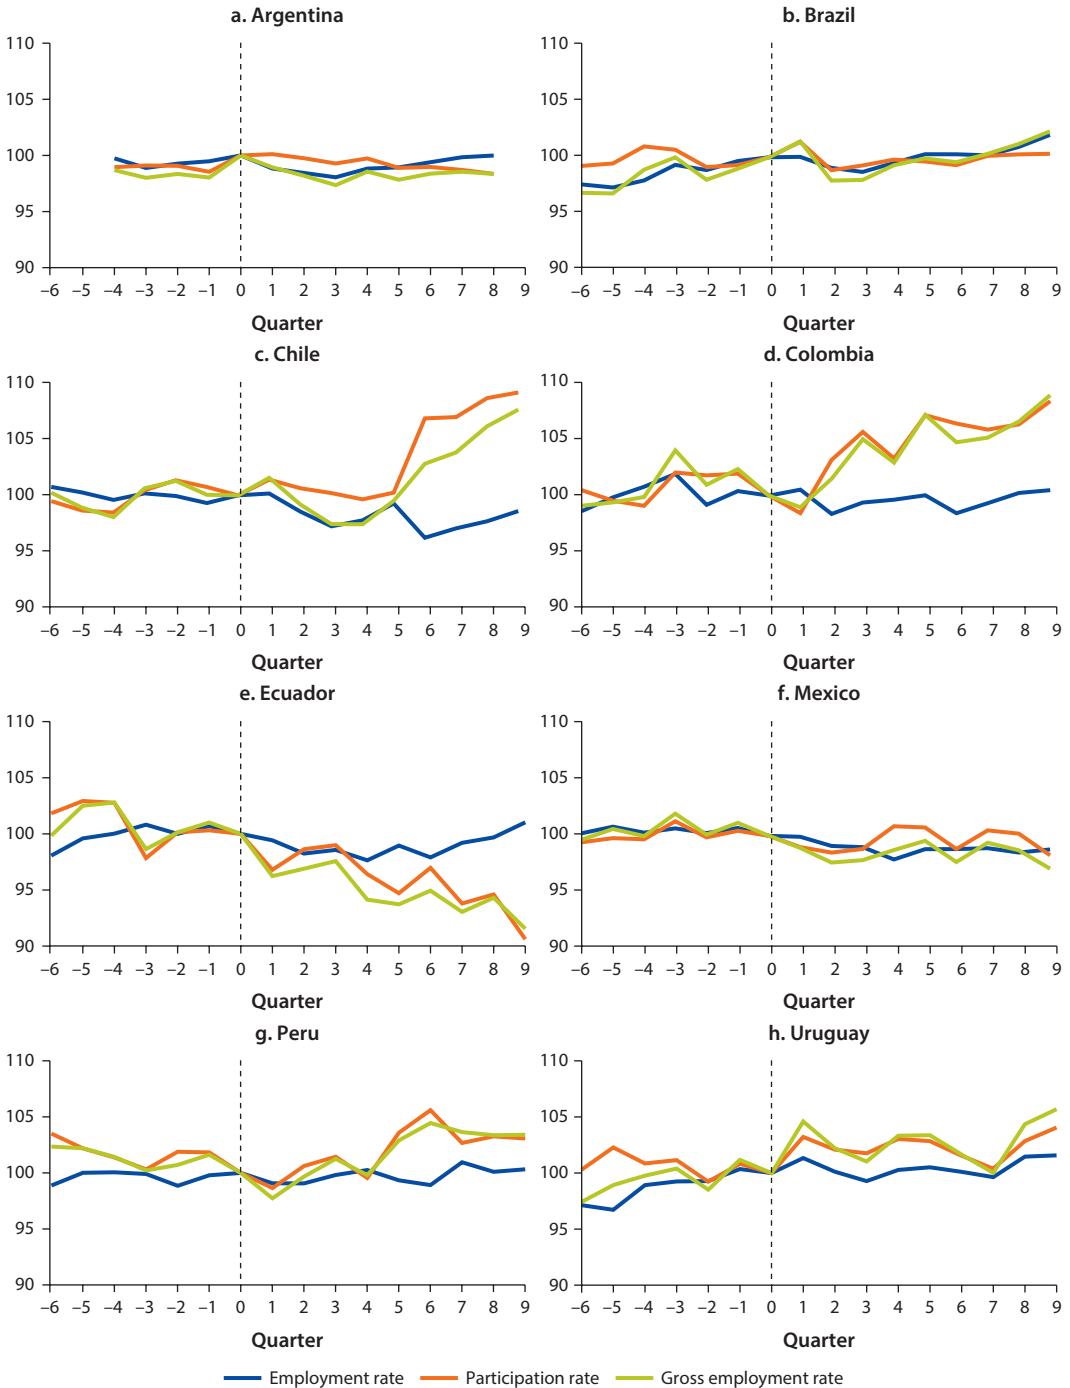 a. Argentina
110
105
100
95
90
–6 –5 –4 –3 –2 –1 0 1 2 3 4 5 6 7 8 9
Quarter
b. Brazil
110
105
100
95
90
–6 –5 –4 –3 –2 –1 0 1 2 3 4 5 6 7 8 9
Quarter
c. Chile
110
105
100
95
90
–6 –5 –4 –3 –2 –1 0 1 2 3 4 5 6 7 8 9
Quarter
d. Colombia
110
105
100
95
90
–6 –5 –4 –3 –2 –1 0 1 2 3 4 5 6 7 8 9
Quarter
e. Ecuador
110
105
100
95
90
–6 –5 –4 –3 –2 –1 0 1 2 3 4 5 6 7 8 9
Quarter
f. Mexico
110
105
100
95
90
–6 –5 –4 –3 –2 –1 0 1 2 3 4 5 6 7 8 9
Quarter
g. Peru
110
105
100
95
90
–6 –5 –4 –3 –2 –1 0 1 2 3 4 5 6 7 8 9
Quarter
h. Uruguay
110
105
100
95
90
–6 –5 –4 –3 –2 –1 0 1 2 3 4 5 6 7 8 9
Quarter
Employment rate Participation rate Gross employment rate